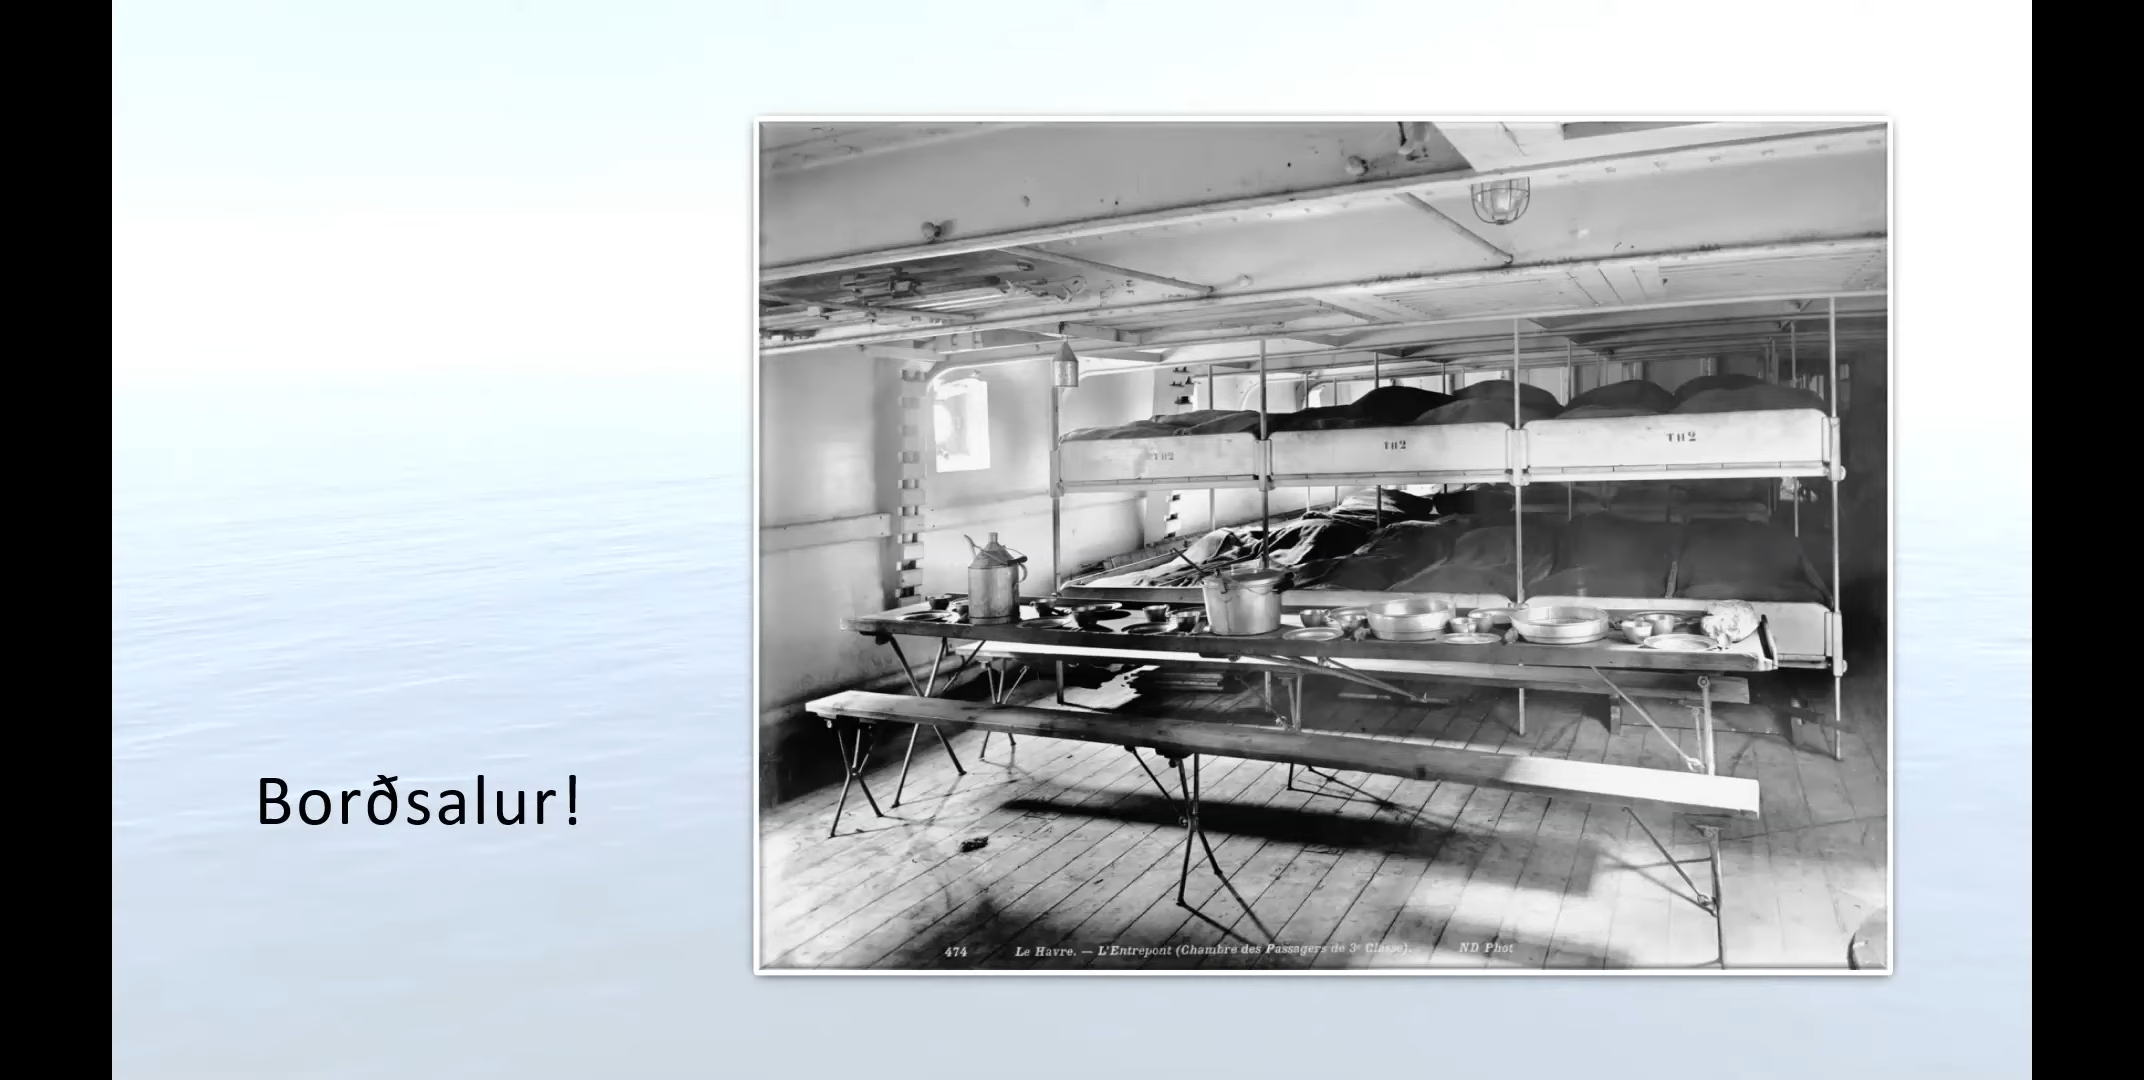 Borðsalur!
TH2
TH2
TH2
474 Le Havre. — L'Entrepont (Chambre des Passagers de 3e Classe). ND Phot